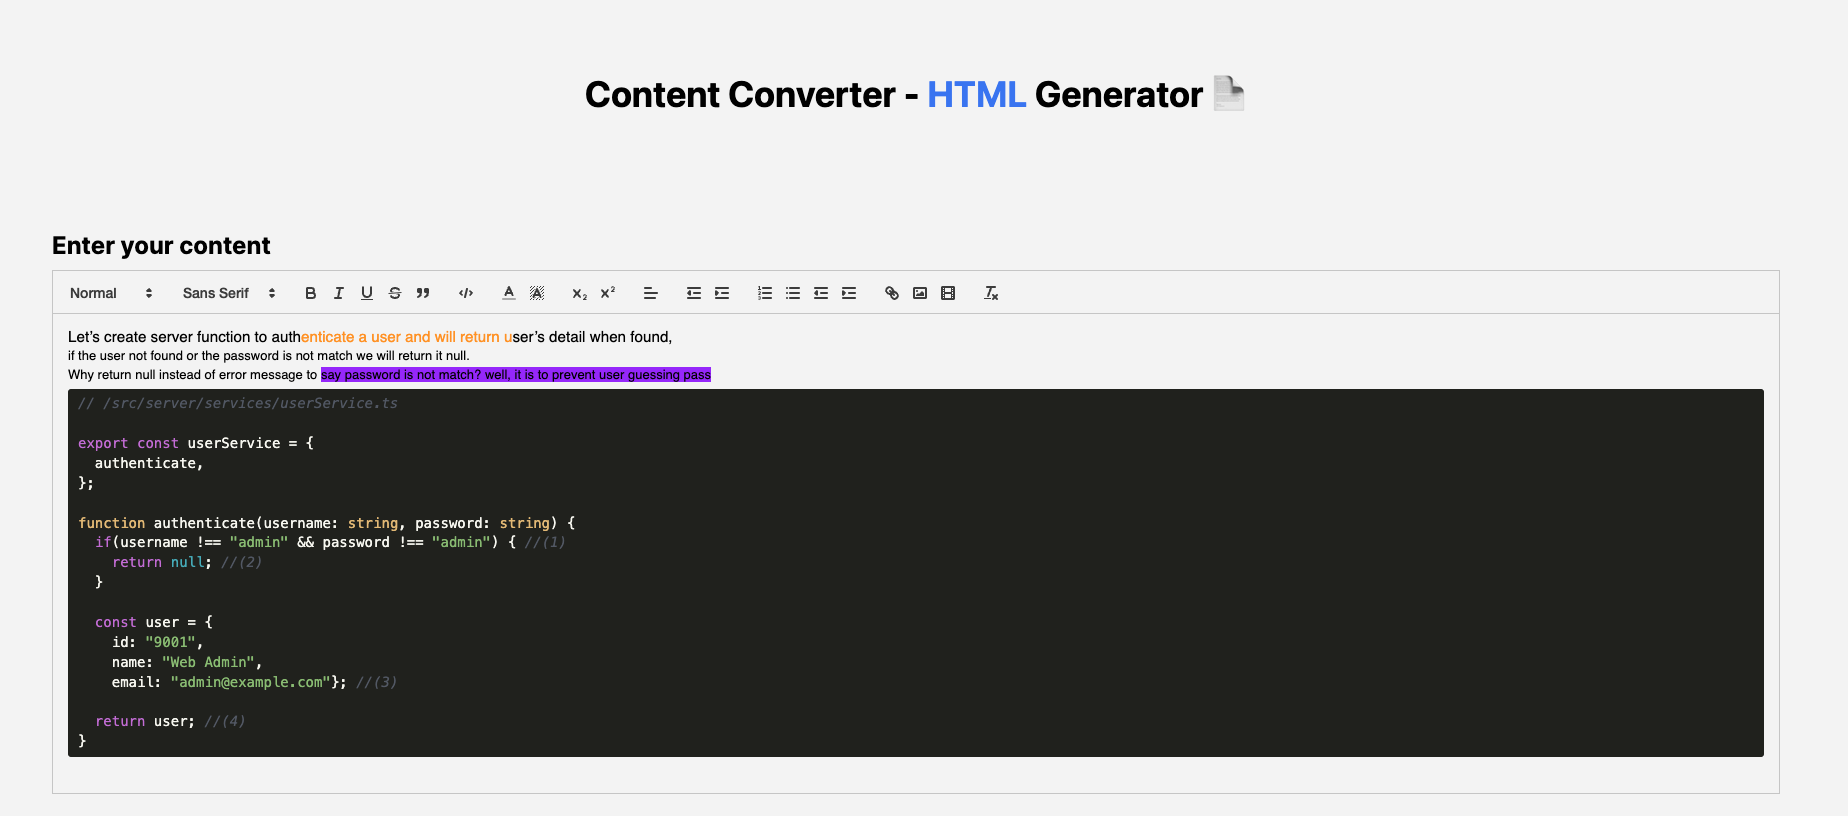 Content Converter - HTML Generator
Enter your content
Normal Sans Serif
Let’s create server function to authenticate a user and will return user’s detail when found,
if the user not found or the password is not match we will return it null.
Why return null instead of error message to say password is not match? well, it is to prevent user guessing pass
// /src/server/services/userService.ts
export const userService = {
  authenticate,
};
function authenticate(username: string, password: string) {
  if(username !== "admin" && password !== "admin") { //(1)
    return null; //(2)
  }
  const user = {
    id: "9001",
    name: "Web Admin",
    email: "admin@example.com"}; //(3)
  return user; //(4)
}